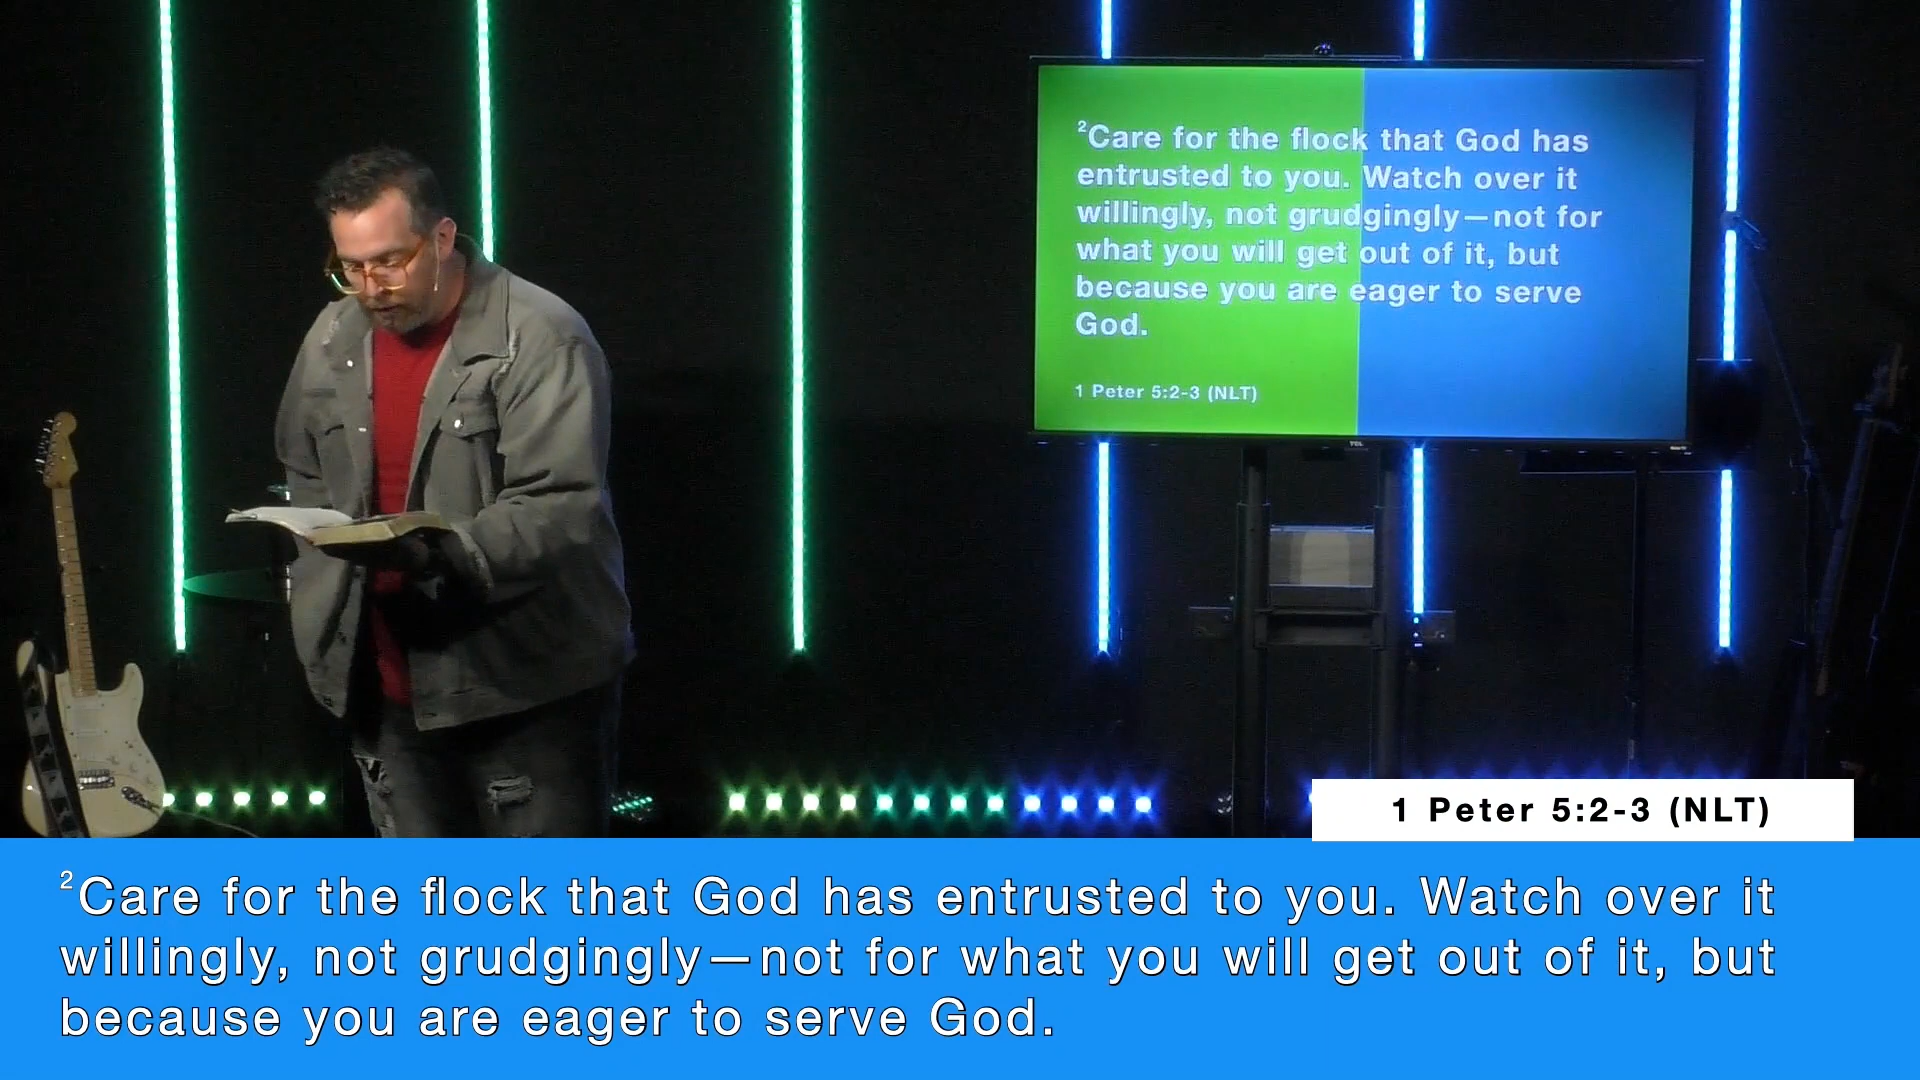 ²Care for the flock that God has
entrusted to you. Watch over it
willingly, not grudgingly—not for
what you will get out of it, but
because you are eager to serve
God.
1 Peter 5:2-3 (NLT)
TCL
1 Peter 5:2-3 (NLT)
²Care for the flock that God has entrusted to you. Watch over it
willingly, not grudgingly—not for what you will get out of it, but
because you are eager to serve God.